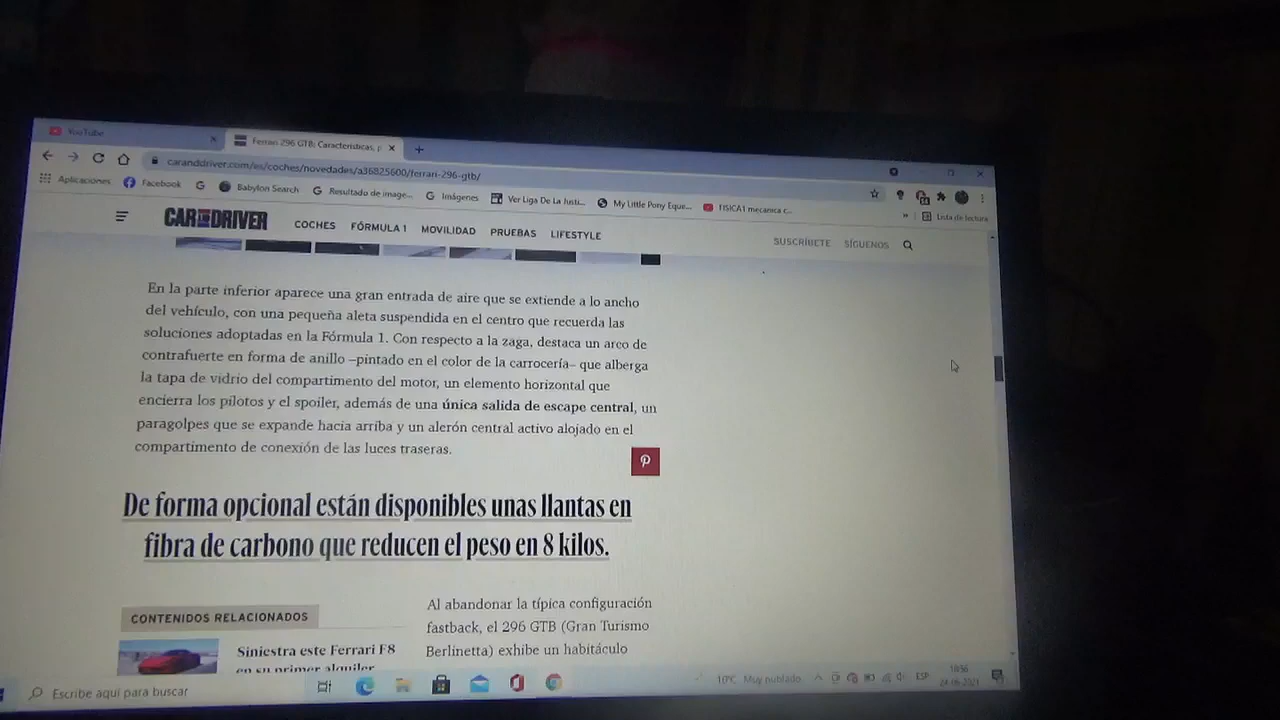 YouTube
Ferrari 296 GTB: Características, p
caranddriver.com/es/coches/novedades/a36825600/ferrari-296-gtb/
Aplicaciones Facebook Babylon Search Resultado de image... Imágenes Ver Liga De La Justi... My Little Pony Eque... FISICA1 mecanica c...
Lista de lectura
CAR AND DRIVER COCHES FÓRMULA 1 MOVILIDAD PRUEBAS LIFESTYLE SUSCRÍBETE SÍGUENOS
En la parte inferior aparece una gran entrada de aire que se extiende a lo ancho
del vehículo, con una pequeña aleta suspendida en el centro que recuerda las
soluciones adoptadas en la Fórmula 1. Con respecto a la zaga, destaca un arco de
contrafuerte en forma de anillo –pintado en el color de la carrocería– que alberga
la tapa de vidrio del compartimento del motor, un elemento horizontal que
encierra los pilotos y el spoiler, además de una única salida de escape central, un
paragolpes que se expande hacia arriba y un alerón central activo alojado en el
compartimento de conexión de las luces traseras.
De forma opcional están disponibles unas llantas en
fibra de carbono que reducen el peso en 8 kilos.
CONTENIDOS RELACIONADOS
Siniestra este Ferrari F8
en su primer alquiler
Al abandonar la típica configuración
fastback, el 296 GTB (Gran Turismo
Berlinetta) exhibe un habitáculo
Escribe aquí para buscar
10°C Muy nublado
ESP
18:56
24-06-2021